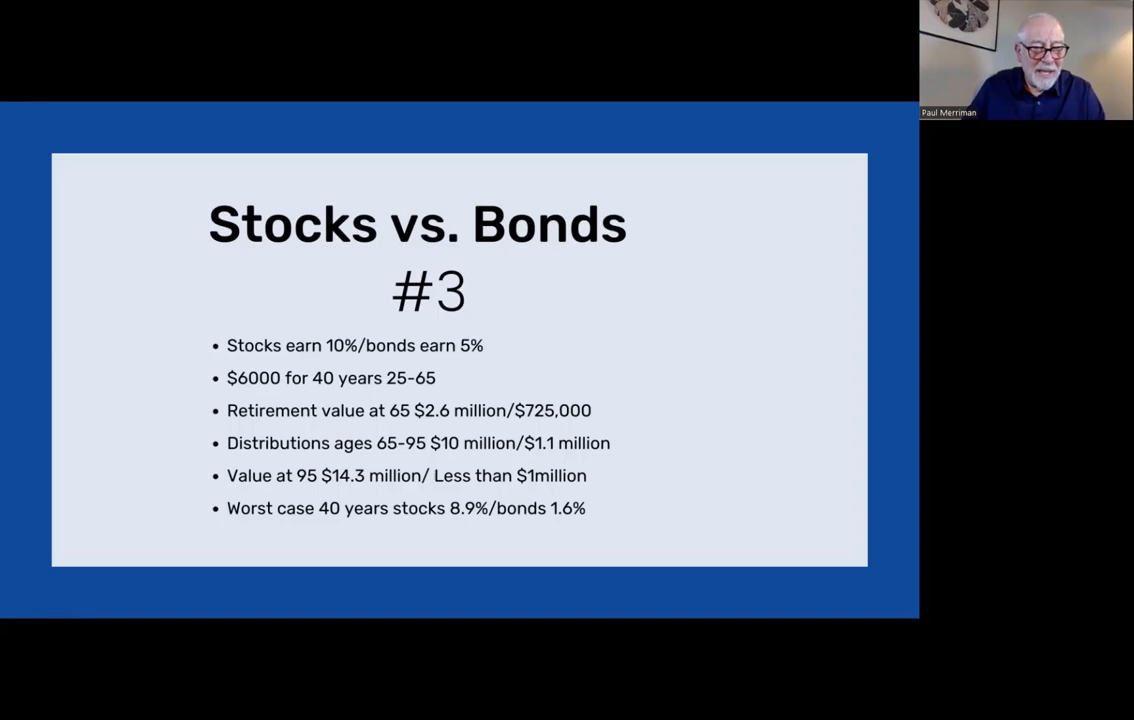 Paul Merriman
Stocks vs. Bonds
#3
• Stocks earn 10%/bonds earn 5%
• $6000 for 40 years 25-65
• Retirement value at 65 $2.6 million/$725,000
• Distributions ages 65-95 $10 million/$1.1 million
• Value at 95 $14.3 million/ Less than $1million
• Worst case 40 years stocks 8.9%/bonds 1.6%